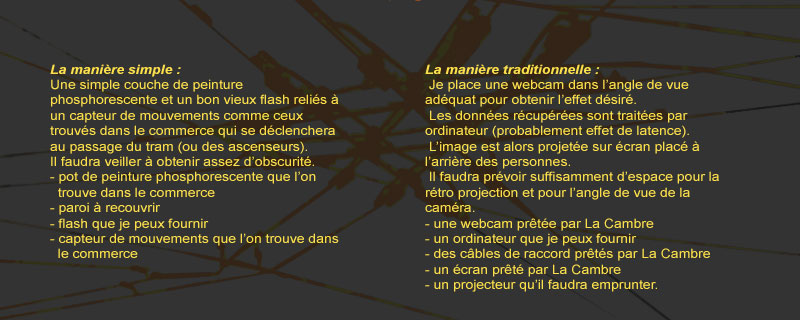 La manière simple :
Une simple couche de peinture
phosphorescente et un bon vieux flash reliés à
un capteur de mouvements comme ceux
trouvés dans le commerce qui se déclenchera
au passage du tram (ou des ascenseurs).
Il faudra veiller à obtenir assez d'obscurité.
- pot de peinture phosphorescente que l'on
trouve dans le commerce
- paroi à recouvrir
- flash que je peux fournir
- capteur de mouvements que l'on trouve dans
le commerce
La manière traditionnelle :
Je place une webcam dans l'angle de vue
adéquat pour obtenir l'effet désiré.
Les données récupérées sont traitées par
ordinateur (probablement effet de latence).
L'image est alors projetée sur écran placé à
l'arrière des personnes.
Il faudra prévoir suffisamment d'espace pour la
rétro projection et pour l'angle de vue de la
caméra.
- une webcam prêtée par La Cambre
- un ordinateur que je peux fournir
- des câbles de raccord prêtés par La Cambre
- un écran prêté par La Cambre
- un projecteur qu'il faudra emprunter.